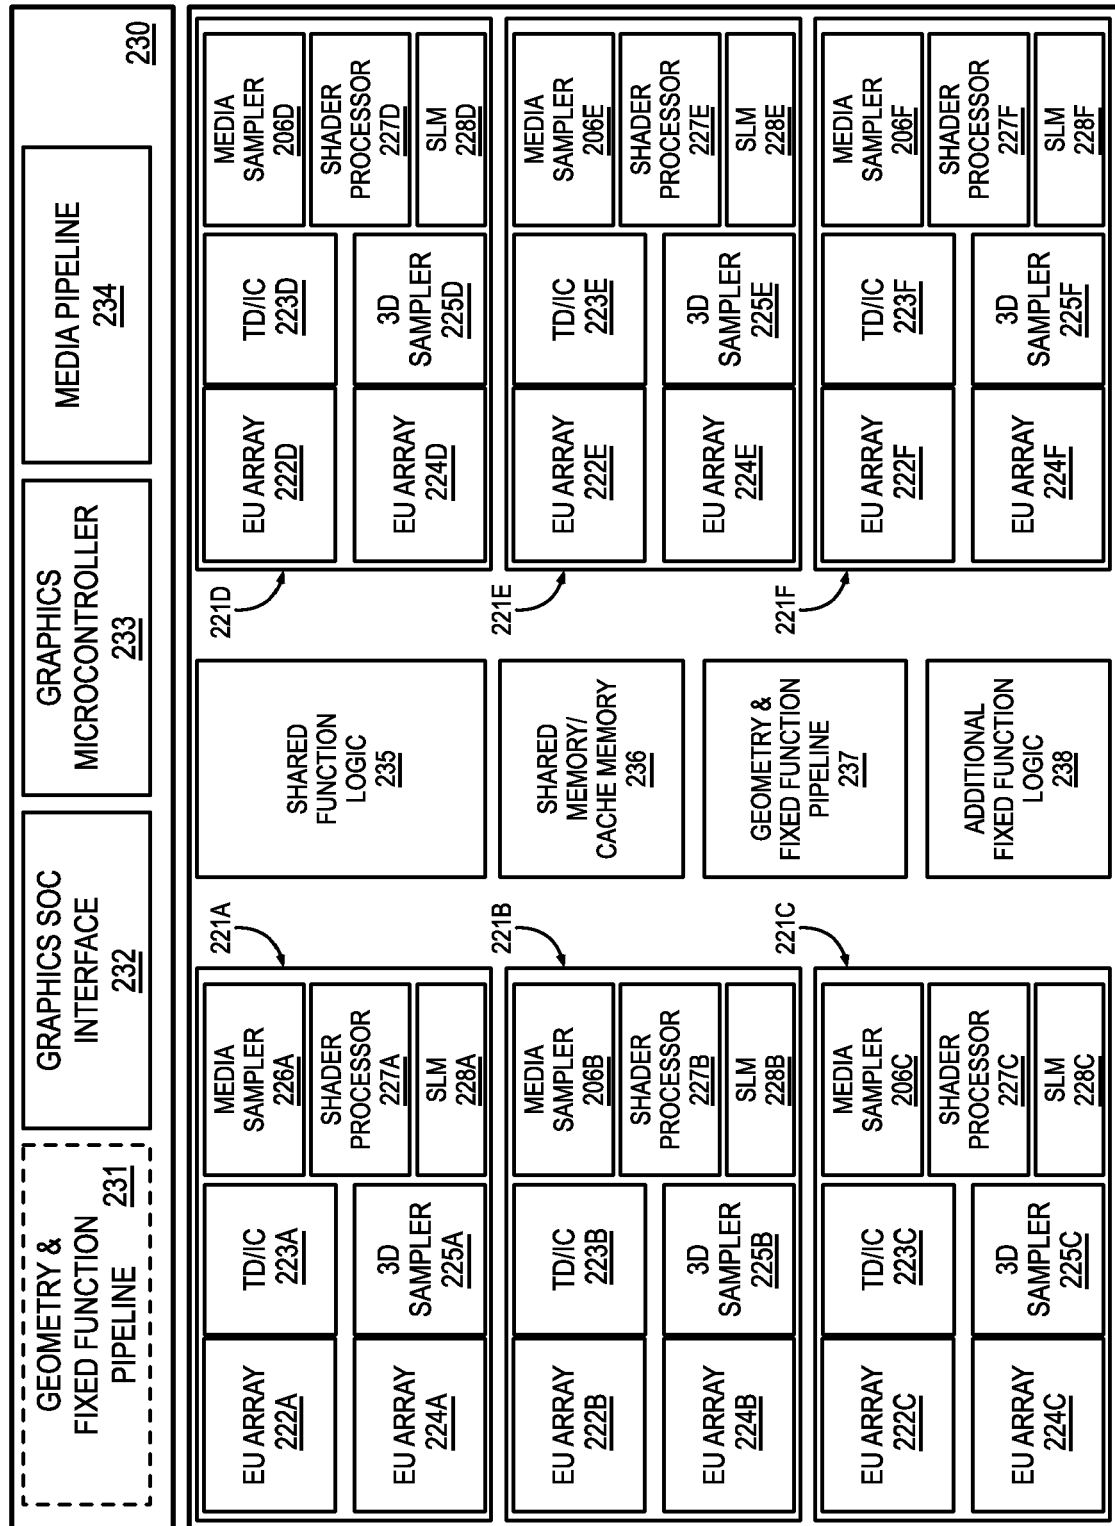 GEOMETRY &
FIXED FUNCTION
PIPELINE
231
GRAPHICS SOC
INTERFACE
232
GRAPHICS
MICROCONTROLLER
233
MEDIA PIPELINE
234
230
221A
EU ARRAY
222A
TD/IC
223A
MEDIA
SAMPLER
226A
SHADER
PROCESSOR
227A
EU ARRAY
224A
3D
SAMPLER
225A
SLM
228A
221B
EU ARRAY
222B
TD/IC
223B
MEDIA
SAMPLER
206B
SHADER
PROCESSOR
227B
EU ARRAY
224B
3D
SAMPLER
225B
SLM
228B
221C
EU ARRAY
222C
TD/IC
223C
MEDIA
SAMPLER
206C
SHADER
PROCESSOR
227C
EU ARRAY
224C
3D
SAMPLER
225C
SLM
228C
SHARED
FUNCTION
LOGIC
235
SHARED
MEMORY/
CACHE MEMORY
236
GEOMETRY &
FIXED FUNCTION
PIPELINE
237
ADDITIONAL
FIXED FUNCTION
LOGIC
238
221D
EU ARRAY
222D
TD/IC
223D
MEDIA
SAMPLER
206D
SHADER
PROCESSOR
227D
EU ARRAY
224D
3D
SAMPLER
225D
SLM
228D
221E
EU ARRAY
222E
TD/IC
223E
MEDIA
SAMPLER
206E
SHADER
PROCESSOR
227E
EU ARRAY
224E
3D
SAMPLER
225E
SLM
228E
221F
EU ARRAY
222F
TD/IC
223F
MEDIA
SAMPLER
206F
SHADER
PROCESSOR
227F
EU ARRAY
224F
3D
SAMPLER
225F
SLM
228F